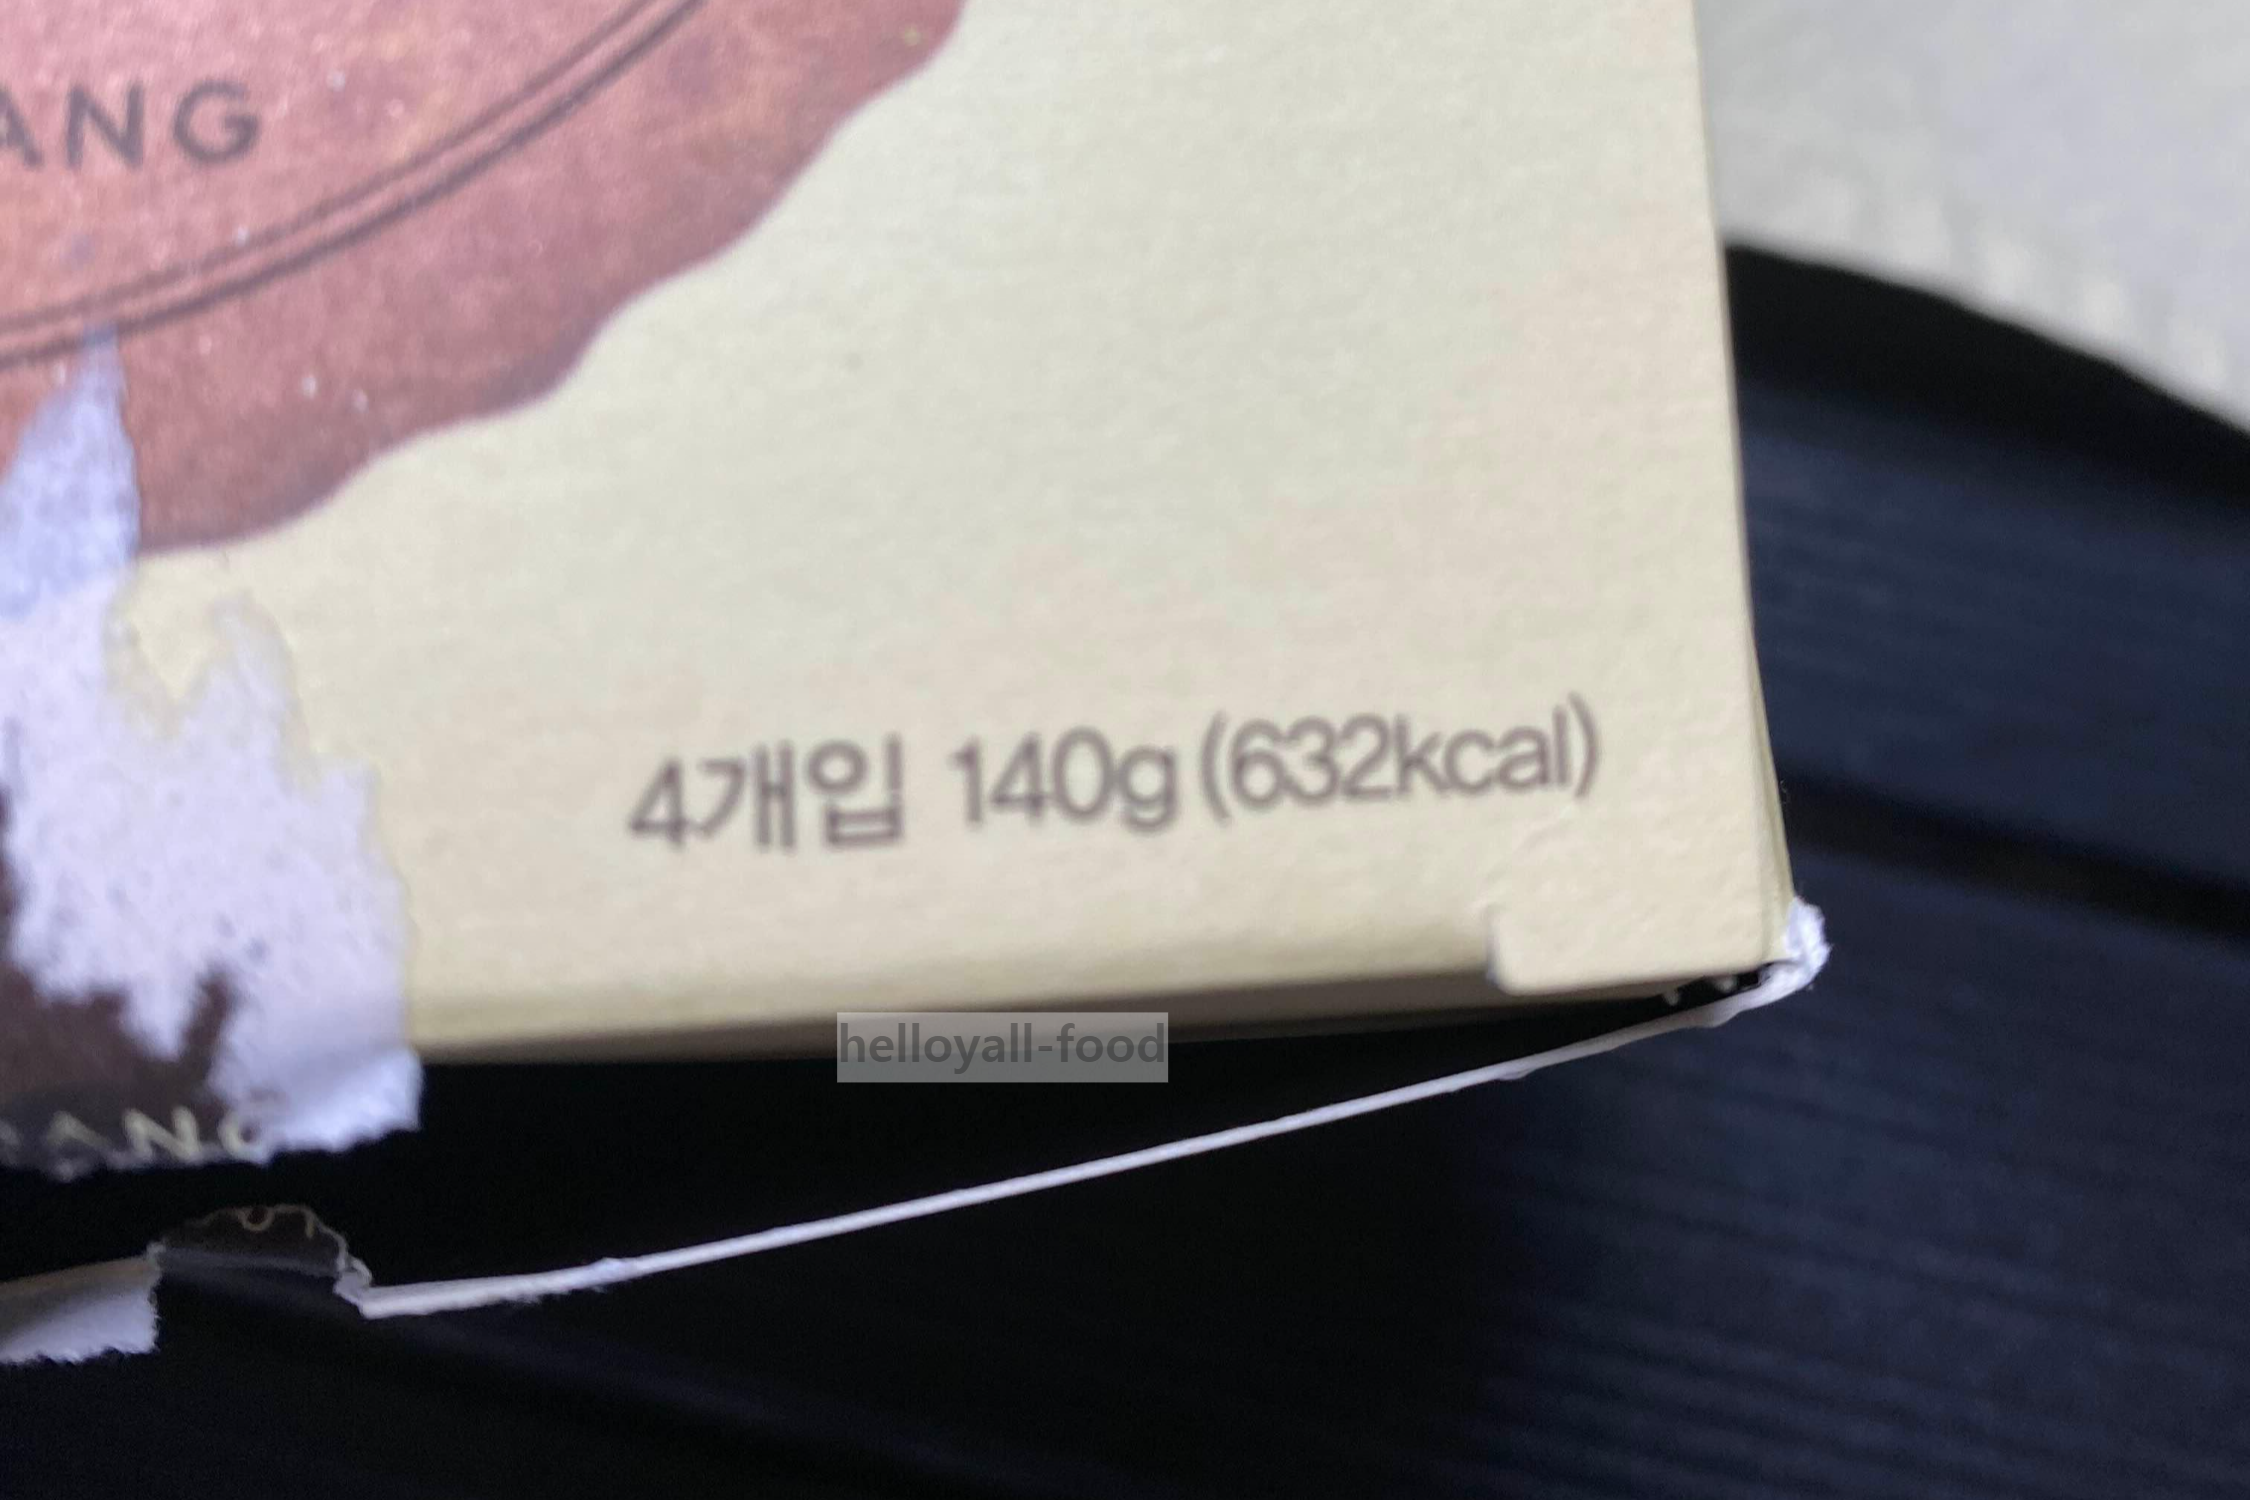 ANG
4개입 140g(632kcal)
helloyall-food